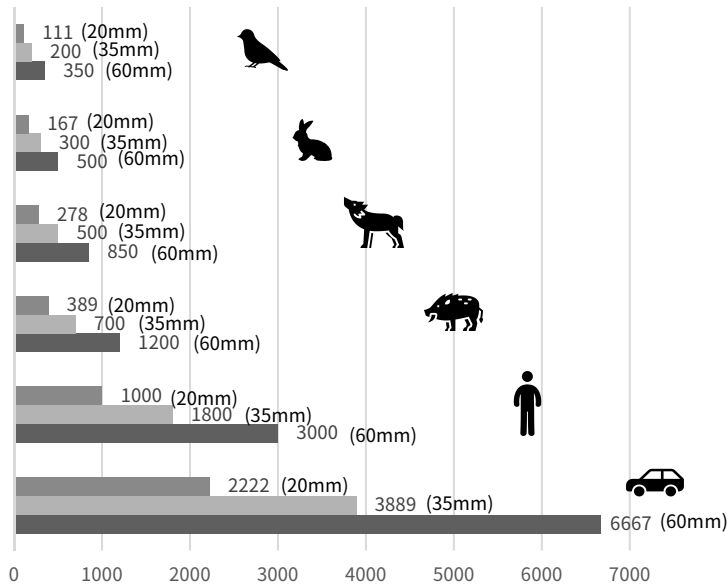 111 (20mm)
200 (35mm)
350 (60mm)
167 (20mm)
300 (35mm)
500 (60mm)
278 (20mm)
500 (35mm)
850 (60mm)
389 (20mm)
700 (35mm)
1200 (60mm)
1000 (20mm)
1800 (35mm)
3000 (60mm)
2222 (20mm)
3889 (35mm)
6667 (60mm)
0 1000 2000 3000 4000 5000 6000 7000